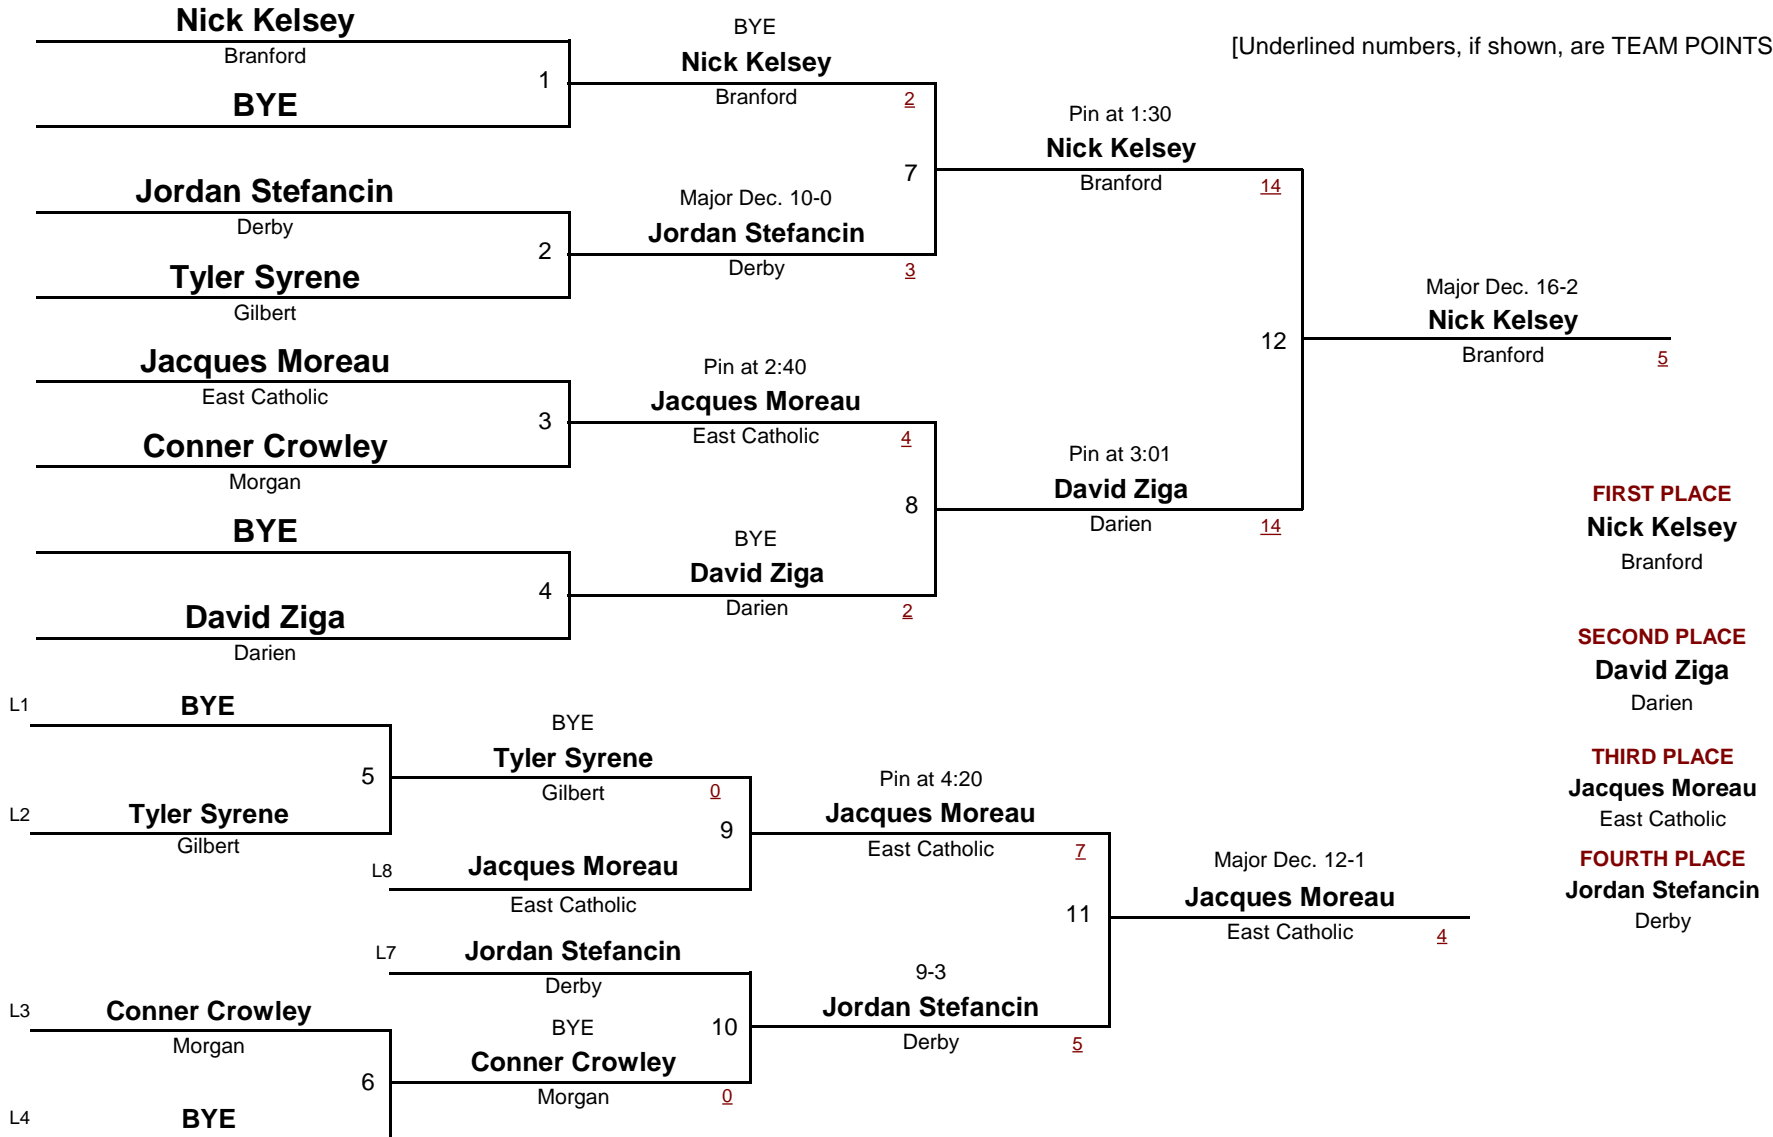 Nick Kelsey
Branford
1
BYE
Jordan Stefancin
Derby
2
Tyler Syrene
Gilbert
Jacques Moreau
East Catholic
3
Conner Crowley
Morgan
BYE
4
David Ziga
Darien
BYE
Nick Kelsey
Branford
2
7
Major Dec. 10-0
Jordan Stefancin
Derby
3
Pin at 2:40
Jacques Moreau
East Catholic
4
8
BYE
David Ziga
Darien
2
[Underlined numbers, if shown, are TEAM POINTS
Pin at 1:30
Nick Kelsey
Branford
14
12
Pin at 3:01
David Ziga
Darien
14
Major Dec. 16-2
Nick Kelsey
Branford
5
FIRST PLACE
Nick Kelsey
Branford
SECOND PLACE
David Ziga
Darien
THIRD PLACE
Jacques Moreau
East Catholic
FOURTH PLACE
Jordan Stefancin
Derby
L1
BYE
5
L2
Tyler Syrene
Gilbert
BYE
Tyler Syrene
Gilbert
0
9
L8
Jacques Moreau
East Catholic
L7
Jordan Stefancin
Derby
10
BYE
Conner Crowley
Morgan
0
L3
Conner Crowley
Morgan
6
L4
BYE
Pin at 4:20
Jacques Moreau
East Catholic
7
11
9-3
Jordan Stefancin
Derby
5
Major Dec. 12-1
Jacques Moreau
East Catholic
4